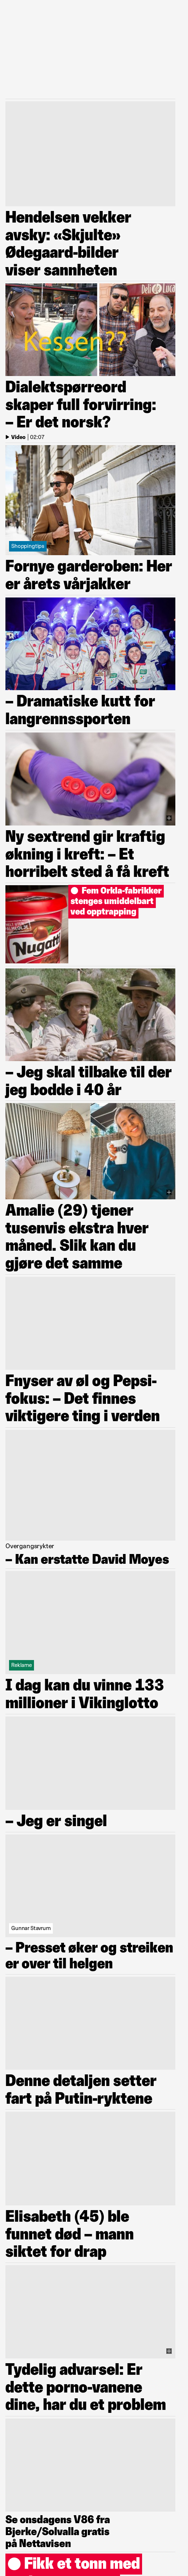 Hendelsen vekker
avsky: «Skjulte»
Ødegaard-bilder
viser sannheten
Kessen??
Dialektspørreord
skaper full forvirring:
– Er det norsk?
Video | 02:07
Shoppingtips
Fornye garderoben: Her
er årets vårjakker
– Dramatiske kutt for
langrennssporten
Ny sextrend gir kraftig
økning i kreft: – Et
horribelt sted å få kreft
Nugatti
Fem Orkla-fabrikker
stenges umiddelbart
ved opptrapping
– Jeg skal tilbake til der
jeg bodde i 40 år
Amalie (29) tjener
tusenvis ekstra hver
måned. Slik kan du
gjøre det samme
Fnyser av øl og Pepsi-
fokus: – Det finnes
viktigere ting i verden
Overgangsrykter
– Kan erstatte David Moyes
Reklame
I dag kan du vinne 133
millioner i Vikinglotto
– Jeg er singel
Gunnar Stavrum
– Presset øker og streiken
er over til helgen
Denne detaljen setter
fart på Putin-ryktene
Elisabeth (45) ble
funnet død – mann
siktet for drap
Tydelig advarsel: Er
dette porno-vanene
dine, har du et problem
Se onsdagens V86 fra
Bjerke/Solvalla gratis
på Nettavisen
Fikk et tonn med